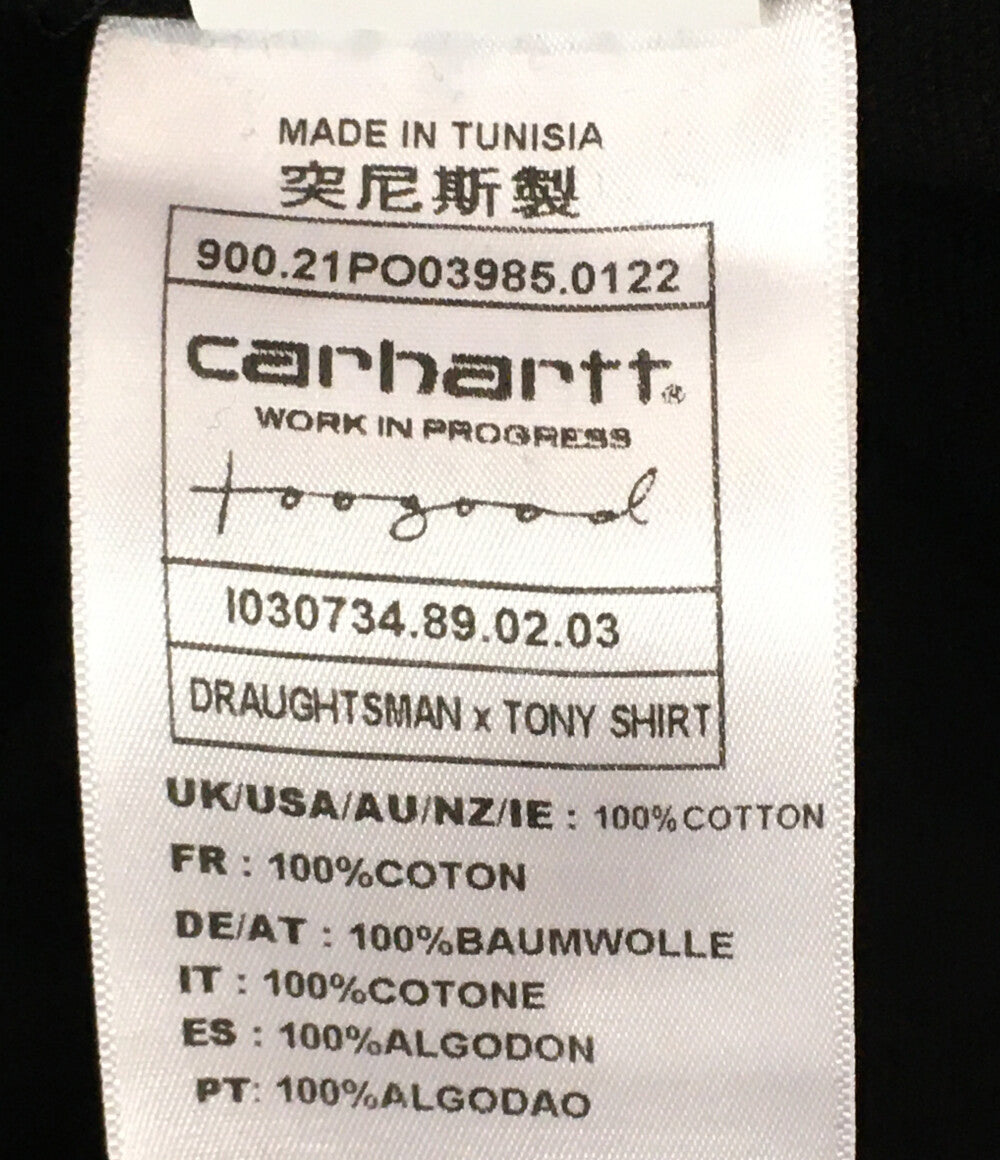 MADE IN TUNISIA
突尼斯製
900.21PO03985.0122
carhartt®
WORK IN PROGRESS
toogood
I030734.89.02.03
DRAUGHTSMAN x TONY SHIRT
UK/USA/AU/NZ/IE : 100%COTTON
FR : 100%COTON
DE/AT : 100%BAUMWOLLE
IT : 100%COTONE
ES : 100%ALGODON
PT: 100%ALGODAO